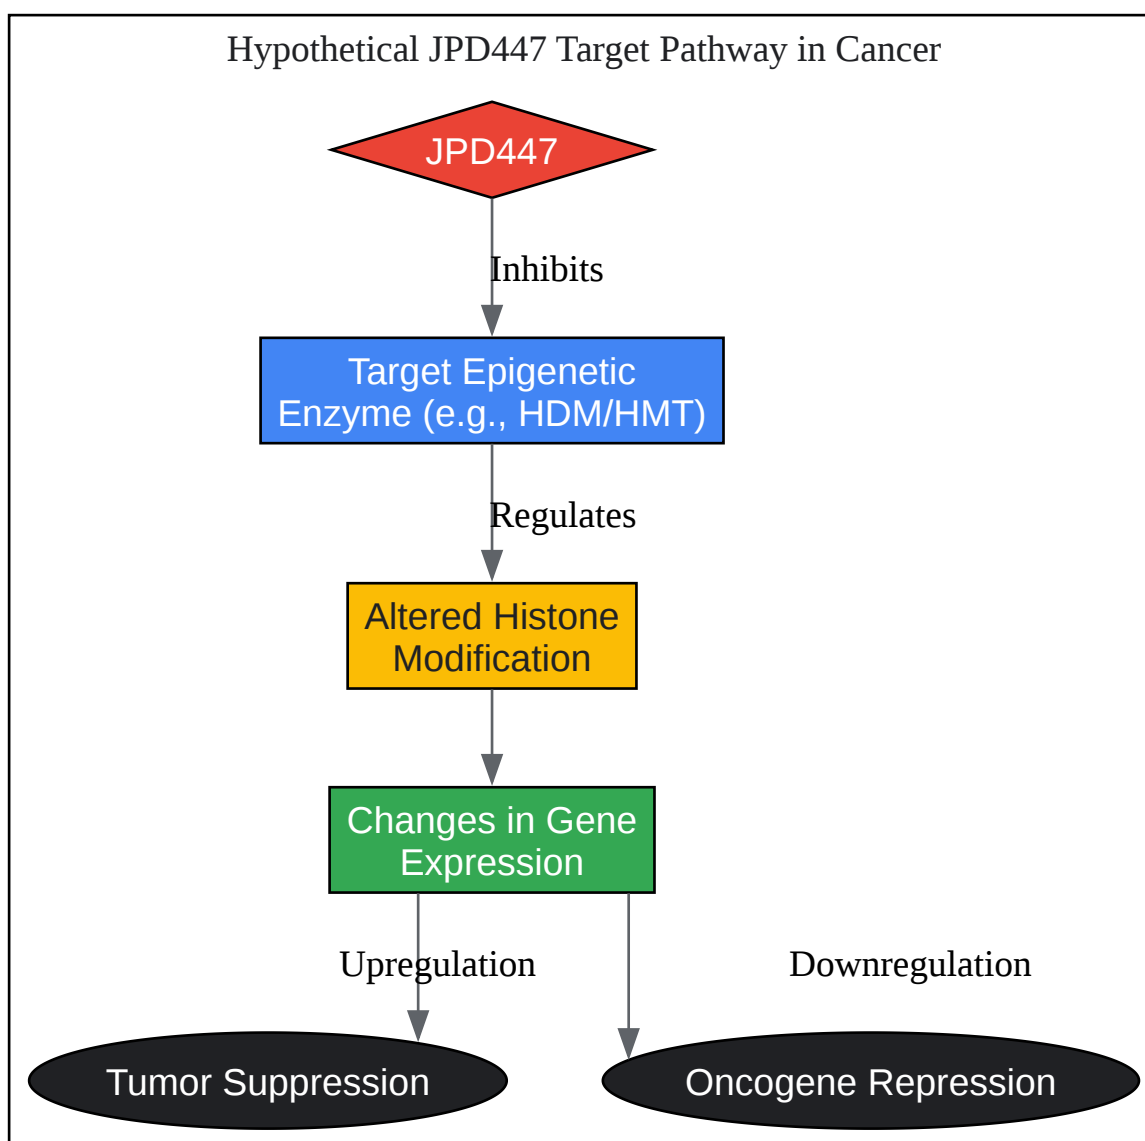 Hypothetical JPD447 Target Pathway in Cancer
JPD447
Inhibits
Target Epigenetic
Enzyme (e.g., HDM/HMT)
Regulates
Altered Histone
Modification
Changes in Gene
Expression
Upregulation
Downregulation
Tumor Suppression
Oncogene Repression